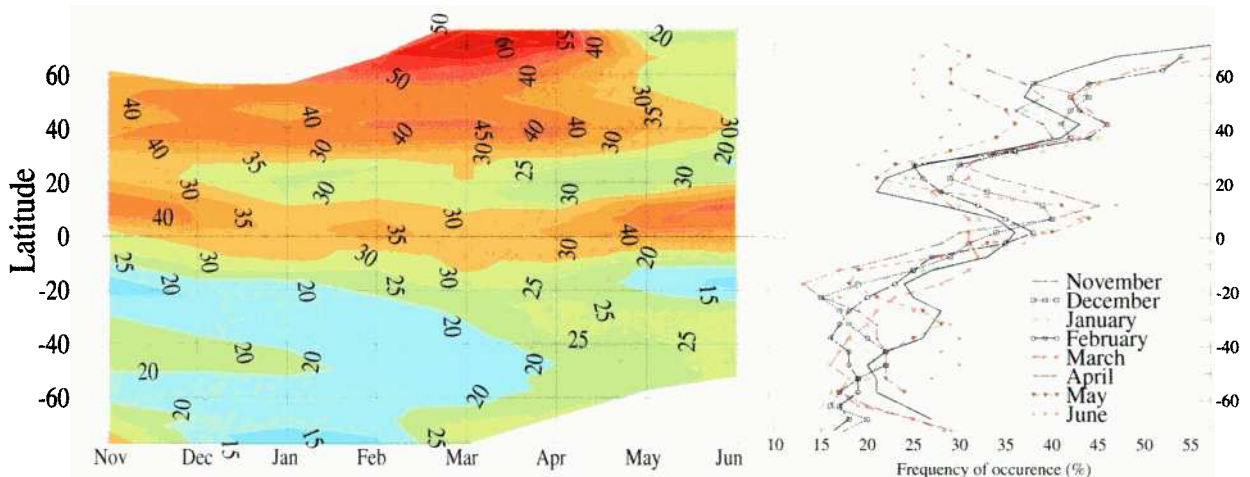 Latitude
60
40
20
0
-20
-40
-60
Nov Dec Jan Feb Mar Apr May Jun
50 60 55 40 20
50 40 40
40 40 40 45 40 40 30 35
40 30 30 30 30
35 25 20
30 30 30
40 35 35 30 30 40
25 30 30 30 25 20
20 25 25 15
20 20 25 25
20 20 20
20 15 15 25
60
40
20
0
-20
-40
-60
November
December
January
February
March
April
May
June
10 15 20 25 30 35 40 45 55
Frequency of occurence (%)